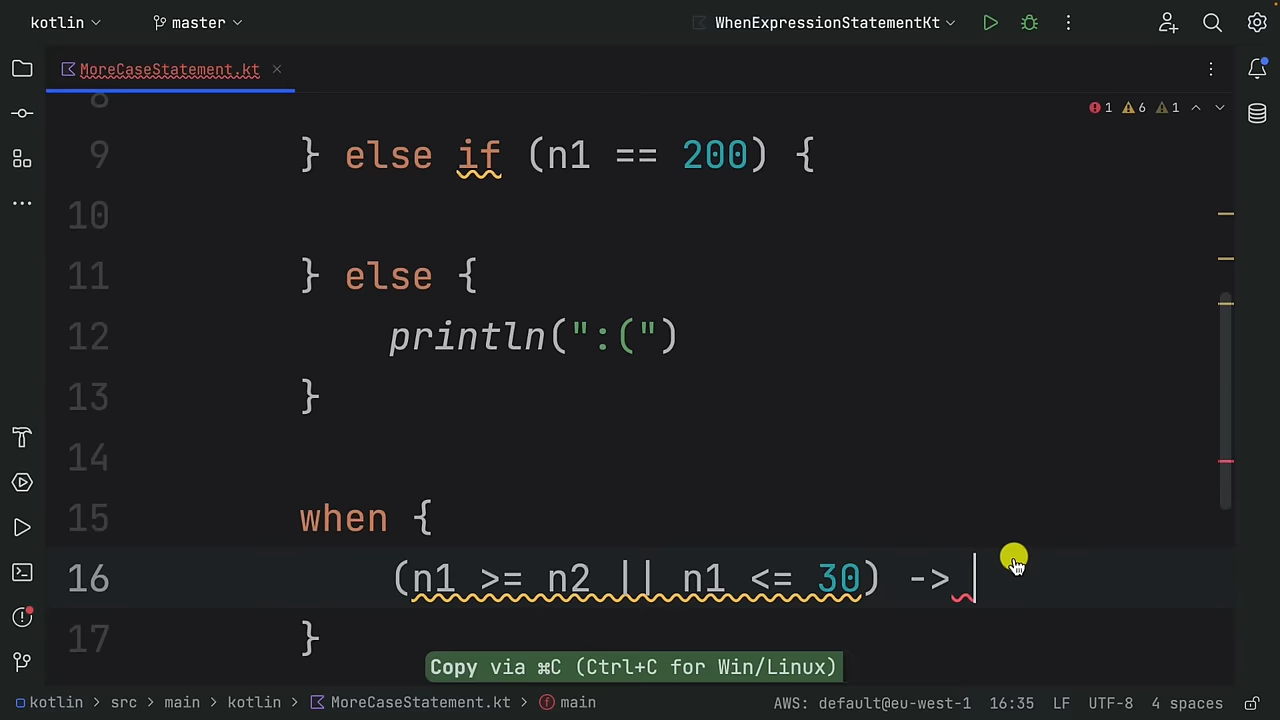 kotlin master WhenExpressionStatementKt
MoreCaseStatement.kt
1 6 1
8
9 } else if (n1 == 200) {
10
11 } else {
12 println(":(")
13 }
14
15 when {
16 (n1 >= n2 || n1 <= 30) ->
17 }
Copy via ⌘C (Ctrl+C for Win/Linux)
kotlin > src > main > kotlin > MoreCaseStatement.kt > main AWS: default@eu-west-1 16:35 LF UTF-8 4 spaces